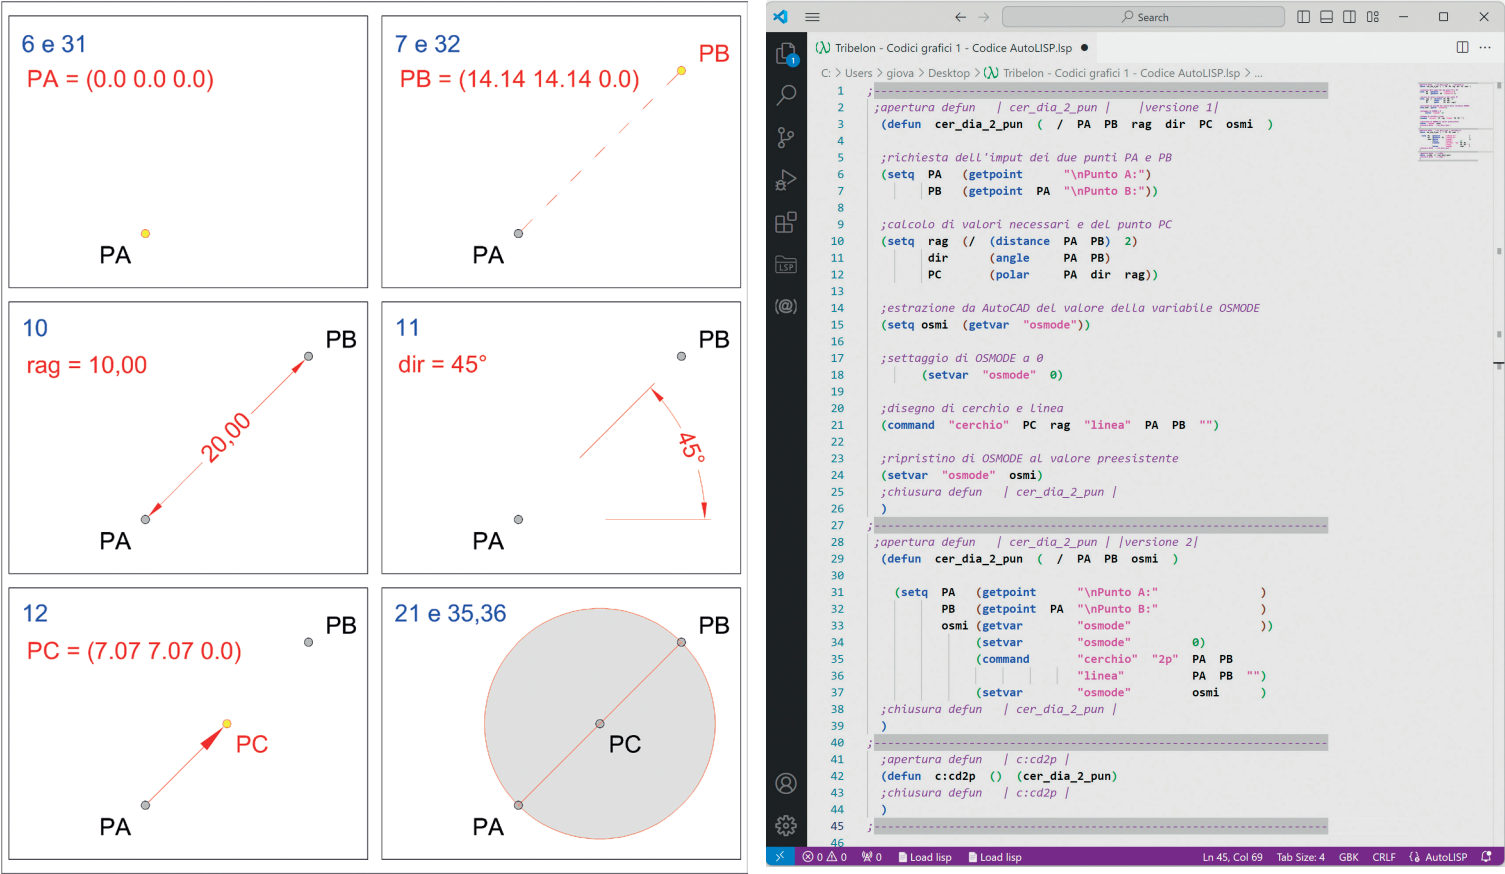 6 e 31
PA = (0.0 0.0 0.0)
PA
7 e 32
PB = (14.14 14.14 0.0)
PB
PA
10
rag = 10,00
PB
20,00
PA
11
dir = 45°
PB
45°
12
PC = (7.07 7.07 0.0)
PB
PC
PA
21 e 35,36
PB
PC
PA
Search
Tribelon - Codici grafici 1 - Codice AutoLISP.lsp
C: > Users > giova > Desktop > Tribelon - Codici grafici 1 - Codice AutoLISP.lsp > ...
1
LSP
1 ;-------------------------------------------------------------------
2 ;apertura defun | cer_dia_2_pun | |versione 1|
3 (defun cer_dia_2_pun ( / PA PB rag dir PC osmi )
4
5 ;richiesta dell'imput dei due punti PA e PB
6 (setq PA (getpoint "\nPunto A:")
7 PB (getpoint PA "\nPunto B:"))
8
9 ;calcolo di valori necessari e del punto PC
10 (setq rag (/ (distance PA PB) 2)
11 dir (angle PA PB)
12 PC (polar PA dir rag))
13
14 ;estrazione da AutoCAD del valore della variabile OSMODE
15 (setq osmi (getvar "osmode"))
16
17 ;settaggio di OSMODE a 0
18 (setvar "osmode" 0)
19
20 ;disegno di cerchio e linea
21 (command "cerchio" PC rag "linea" PA PB "")
22
23 ;ripristino di OSMODE al valore preesistente
24 (setvar "osmode" osmi)
25 ;chiusura defun | cer_dia_2_pun |
26 )
27 ;-------------------------------------------------------------------
28 ;apertura defun | cer_dia_2_pun | |versione 2|
29 (defun cer_dia_2_pun ( / PA PB osmi )
30
31 (setq PA (getpoint "\nPunto A:" )
32 PB (getpoint PA "\nPunto B:" )
33 osmi (getvar "osmode" ))
34 (setvar "osmode" 0)
35 (command "cerchio" "2p" PA PB
36 "linea" PA PB "")
37 (setvar "osmode" osmi )
38 ;chiusura defun | cer_dia_2_pun |
39 )
40 ;-------------------------------------------------------------------
41 ;apertura defun | c:cd2p |
42 (defun c:cd2p () (cer_dia_2_pun)
43 ;chiusura defun | c:cd2p |
44 )
45 ;-------------------------------------------------------------------
46
0 0 0 Load lisp Load lisp Ln 45, Col 69 Tab Size: 4 GBK CRLF AutoLISP